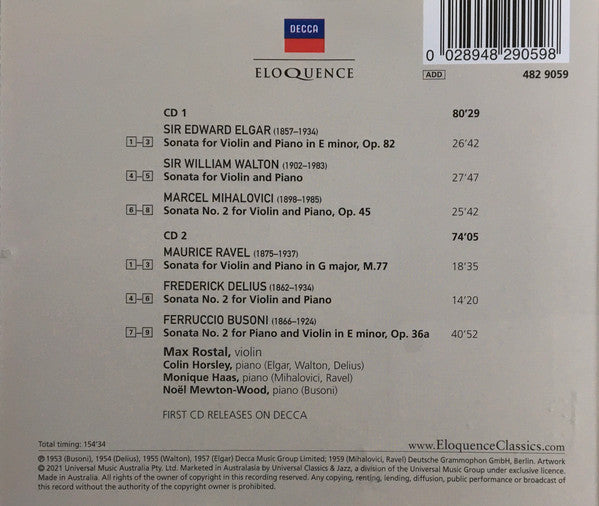 DECCA
ELOQUENCE
0 028948 290598
ADD 482 9059
CD 1 80'29
SIR EDWARD ELGAR (1857–1934)
1–3 Sonata for Violin and Piano in E minor, Op. 82 26'42
SIR WILLIAM WALTON (1902–1983)
4–5 Sonata for Violin and Piano 27'47
MARCEL MIHALOVICI (1898–1985)
6–8 Sonata No. 2 for Violin and Piano, Op. 45 25'42
CD 2 74'05
MAURICE RAVEL (1875–1937)
1–3 Sonata for Violin and Piano in G major, M.77 18'35
FREDERICK DELIUS (1862–1934)
4–6 Sonata No. 2 for Violin and Piano 14'20
FERRUCCIO BUSONI (1866–1924)
7–9 Sonata No. 2 for Piano and Violin in E minor, Op. 36a 40'52
Max Rostal, violin
Colin Horsley, piano (Elgar, Walton, Delius)
Monique Haas, piano (Mihalovici, Ravel)
Noël Mewton-Wood, piano (Busoni)
FIRST CD RELEASES ON DECCA
Total timing: 154'34 www.EloquenceClassics.com
℗ 1953 (Busoni), 1954 (Delius), 1955 (Walton), 1957 (Elgar) Decca Music Group Limited; 1959 (Mihalovici, Ravel) Deutsche Grammophon GmbH, Berlin. Artwork
© 2021 Universal Music Australia Pty. Ltd. Marketed in Australasia by Universal Classics & Jazz, a division of the Universal Music Group under exclusive licence.
Made in Australia. All rights of the owner of copyright in this recording reserved. Any copying, renting, lending, diffusion, public performance or broadcast of
this record without the authority of the copyright owner is prohibited.